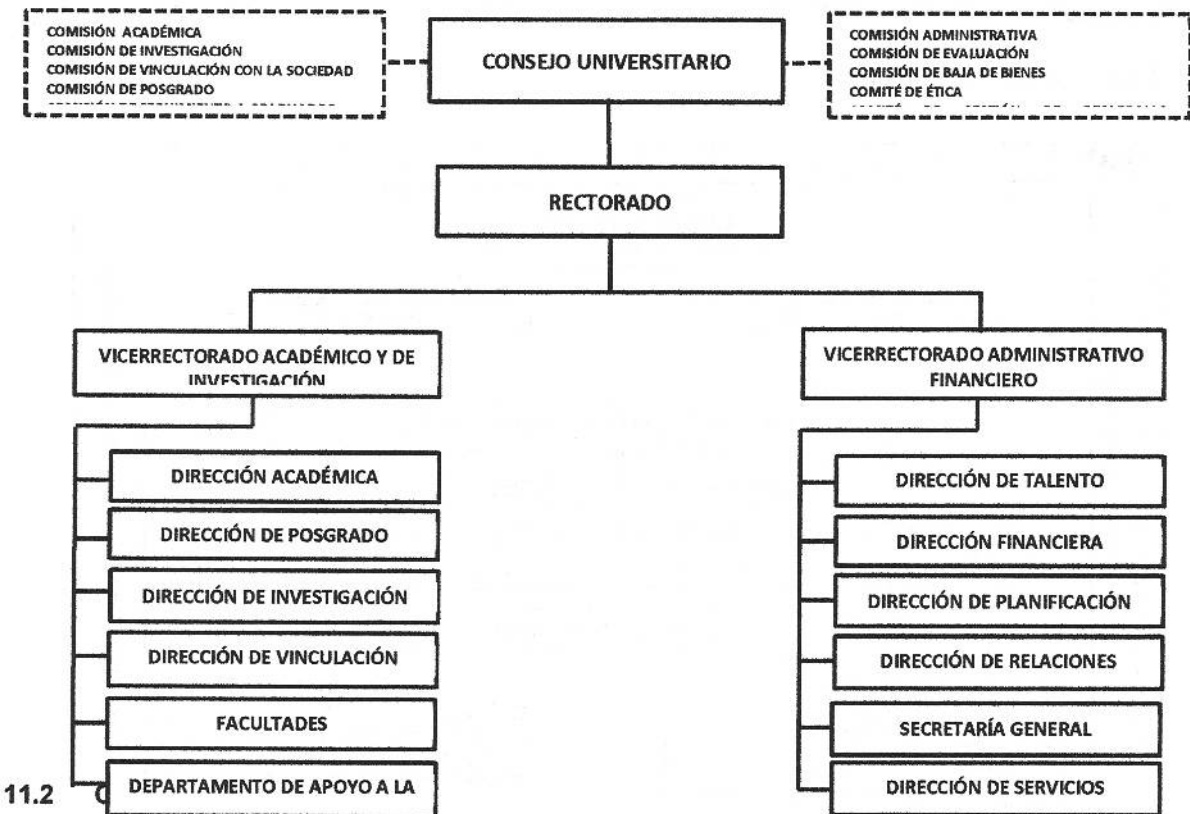 COMISIÓN ACADÉMICA
COMISIÓN DE INVESTIGACIÓN
COMISIÓN DE VINCULACIÓN CON LA SOCIEDAD
COMISIÓN DE POSGRADO
CONSEJO UNIVERSITARIO
COMISIÓN ADMINISTRATIVA
COMISIÓN DE EVALUACIÓN
COMISIÓN DE BAJA DE BIENES
COMITÉ DE ÉTICA
RECTORADO
VICERRECTORADO ACADÉMICO Y DE
INVESTIGACIÓN
DIRECCIÓN ACADÉMICA
DIRECCIÓN DE POSGRADO
DIRECCIÓN DE INVESTIGACIÓN
DIRECCIÓN DE VINCULACIÓN
FACULTADES
DEPARTAMENTO DE APOYO A LA
VICERRECTORADO ADMINISTRATIVO
FINANCIERO
DIRECCIÓN DE TALENTO
DIRECCIÓN FINANCIERA
DIRECCIÓN DE PLANIFICACIÓN
DIRECCIÓN DE RELACIONES
SECRETARÍA GENERAL
DIRECCIÓN DE SERVICIOS
11.2